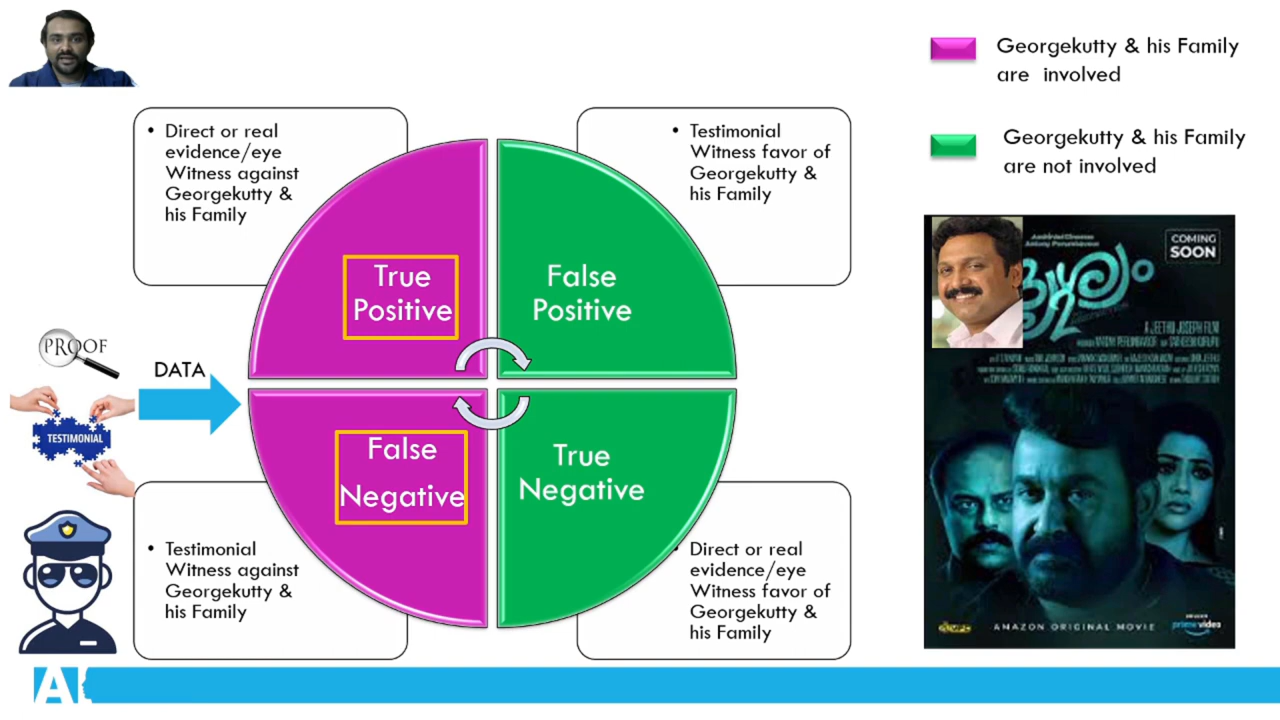 Georgekutty & his Family
are involved
Georgekutty & his Family
are not involved
• Direct or real
evidence/eye
Witness against
Georgekutty &
his Family
• Testimonial
Witness favor of
Georgekutty &
his Family
True
Positive
False
Positive
PROOF
DATA
TESTIMONIAL
False
Negative
True
Negative
• Testimonial
Witness against
Georgekutty &
his Family
• Direct or real
evidence/eye
Witness favor of
Georgekutty &
his Family
COMING
SOON
A JEETHU JOSEPH FILM
AMAZON ORIGINAL MOVIE
prime video
A